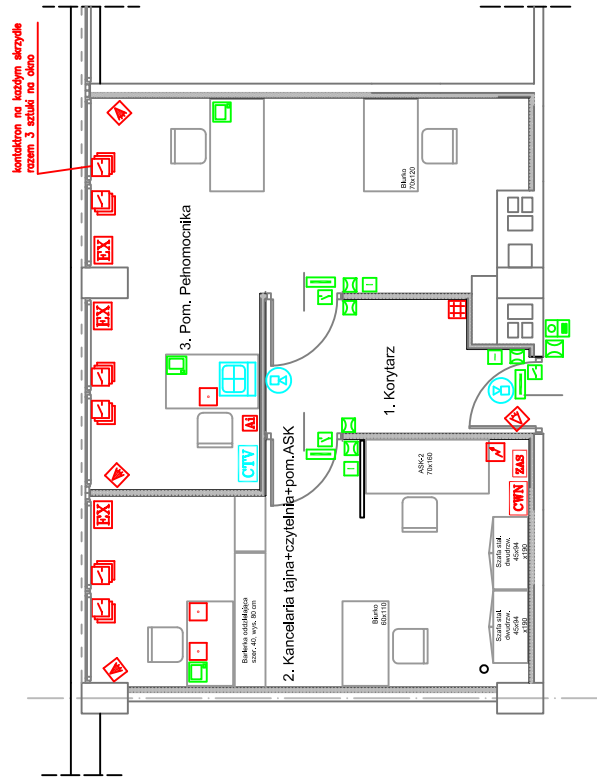 kontaktron na każdym skrzydle
razem 3 sztuki na okno
EX
EX
EX
3. Pom. Pełnomocnika
Biurko
70x120
1. Korytarz
CTV
2. Kancelaria tajna+czytelnia+pom.ASK
ASK-2
70x160
CWN
ZAS
Barierka oddzielająca
szer. 40, wys. 80 cm
Biurko
60x110
Szafa stal.
dwudrzw.
45x94
x190
Szafa stal.
dwudrzw.
45x94
x190